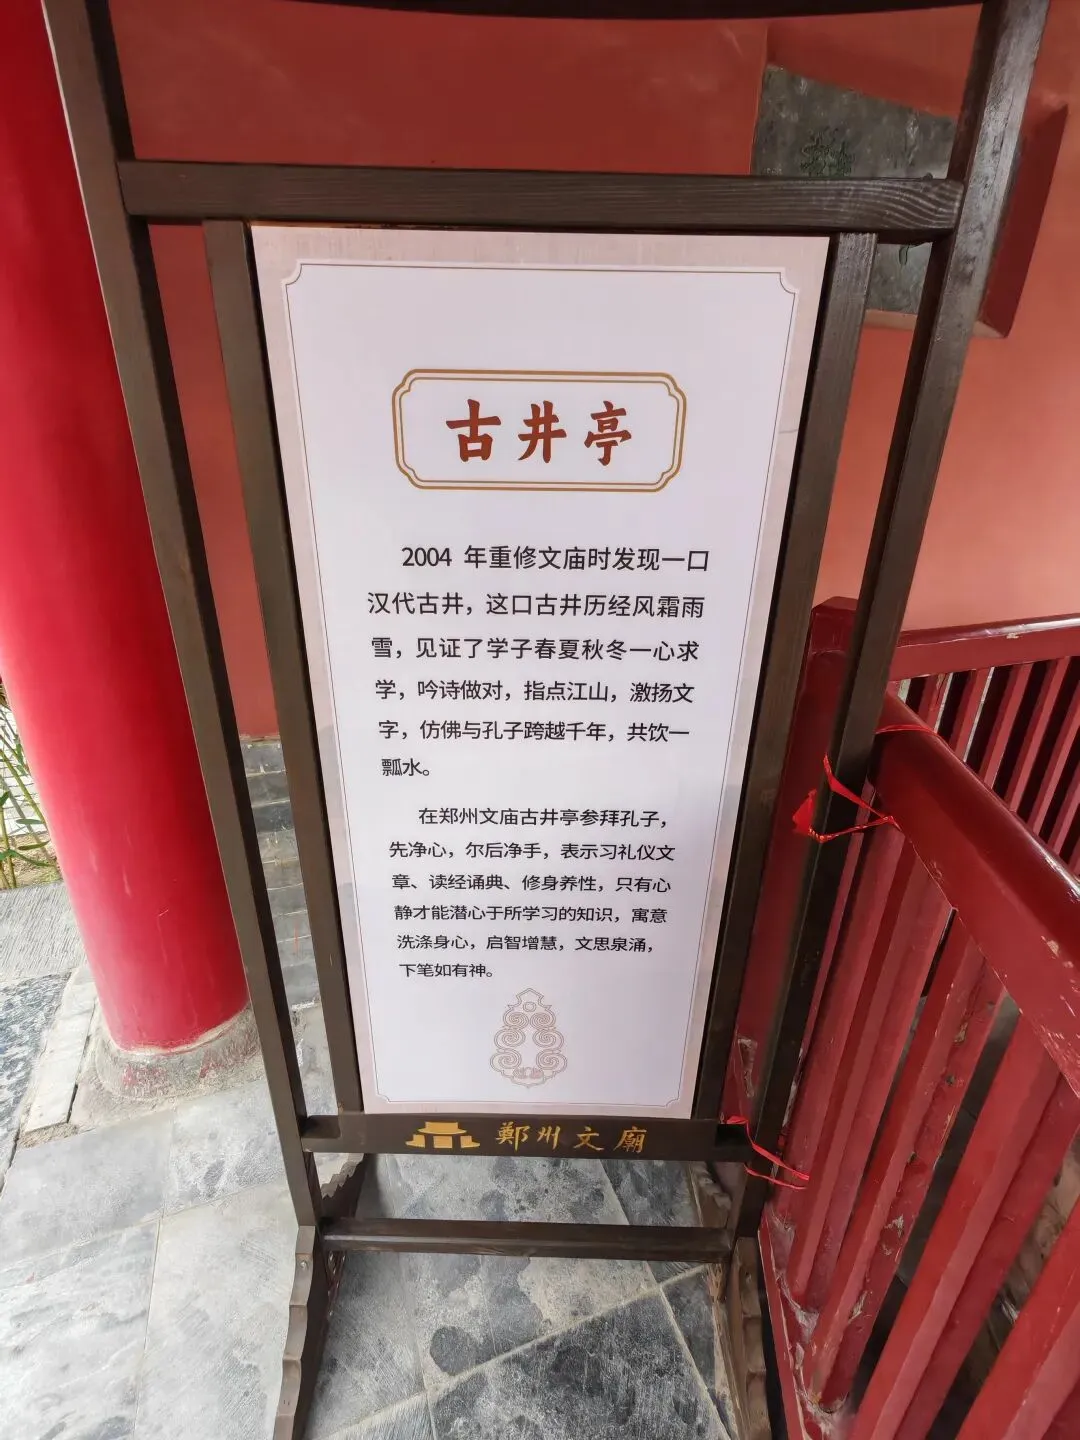 古井亭
2004 年重修文庙时发现一口
汉代古井，这口古井历经风霜雨
雪，见证了学子春夏秋冬一心求
学，吟诗做对，指点江山，激扬文
字，仿佛与孔子跨越千年，共饮一
瓢水。
在郑州文庙古井亭参拜孔子，
先净心，尔后净手，表示习礼仪文
章、读经诵典、修身养性，只有心
静才能潜心于所学习的知识，寓意
洗涤身心，启智增慧，文思泉涌，
下笔如有神。
鄭州文廟